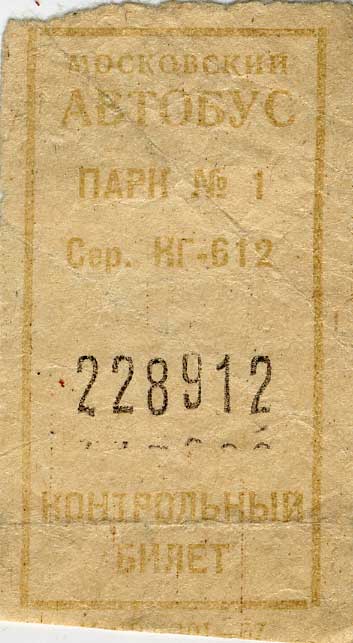 МОСКОВСКИЙ
АВТОБУС
ПАРК № 1
Сер. КГ-612
228912
КОНТРОЛЬНЫЙ
БИЛЕТ